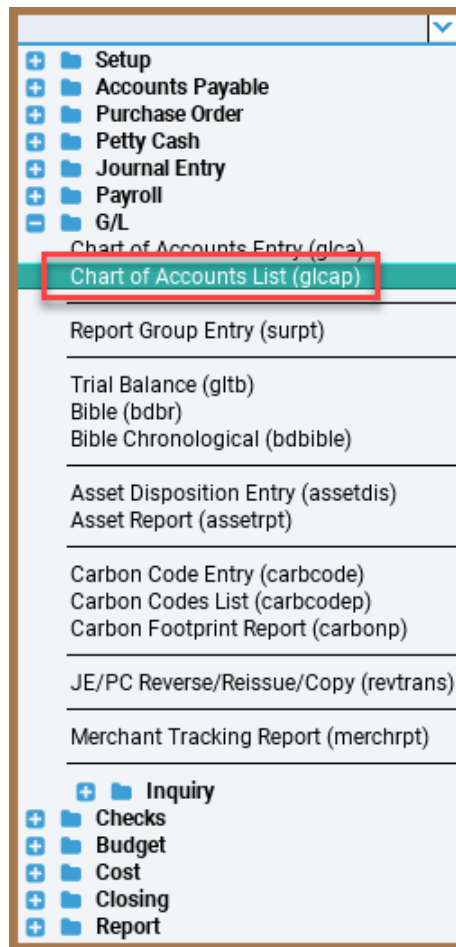 Setup
Accounts Payable
Purchase Order
Petty Cash
Journal Entry
Payroll
G/L
Chart of Accounts Entry (glca)
Chart of Accounts List (glcap)
Report Group Entry (surpt)
Trial Balance (gltb)
Bible (bdbr)
Bible Chronological (bdbible)
Asset Disposition Entry (assetdis)
Asset Report (assetrpt)
Carbon Code Entry (carbcode)
Carbon Codes List (carbcodep)
Carbon Footprint Report (carbonp)
JE/PC Reverse/Reissue/Copy (revtrans)
Merchant Tracking Report (merchrpt)
Inquiry
Checks
Budget
Cost
Closing
Report